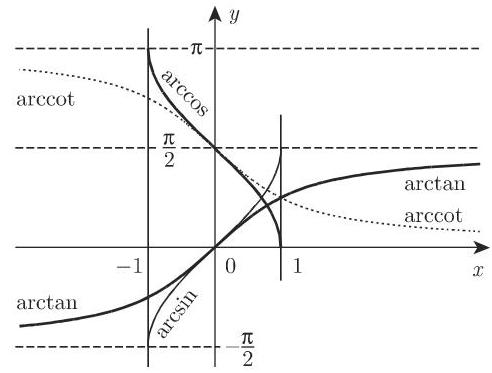 y
π
arccos
arccot
π/2
arctan
arccot
−1
0
1
x
arctan
arcsin
−π/2